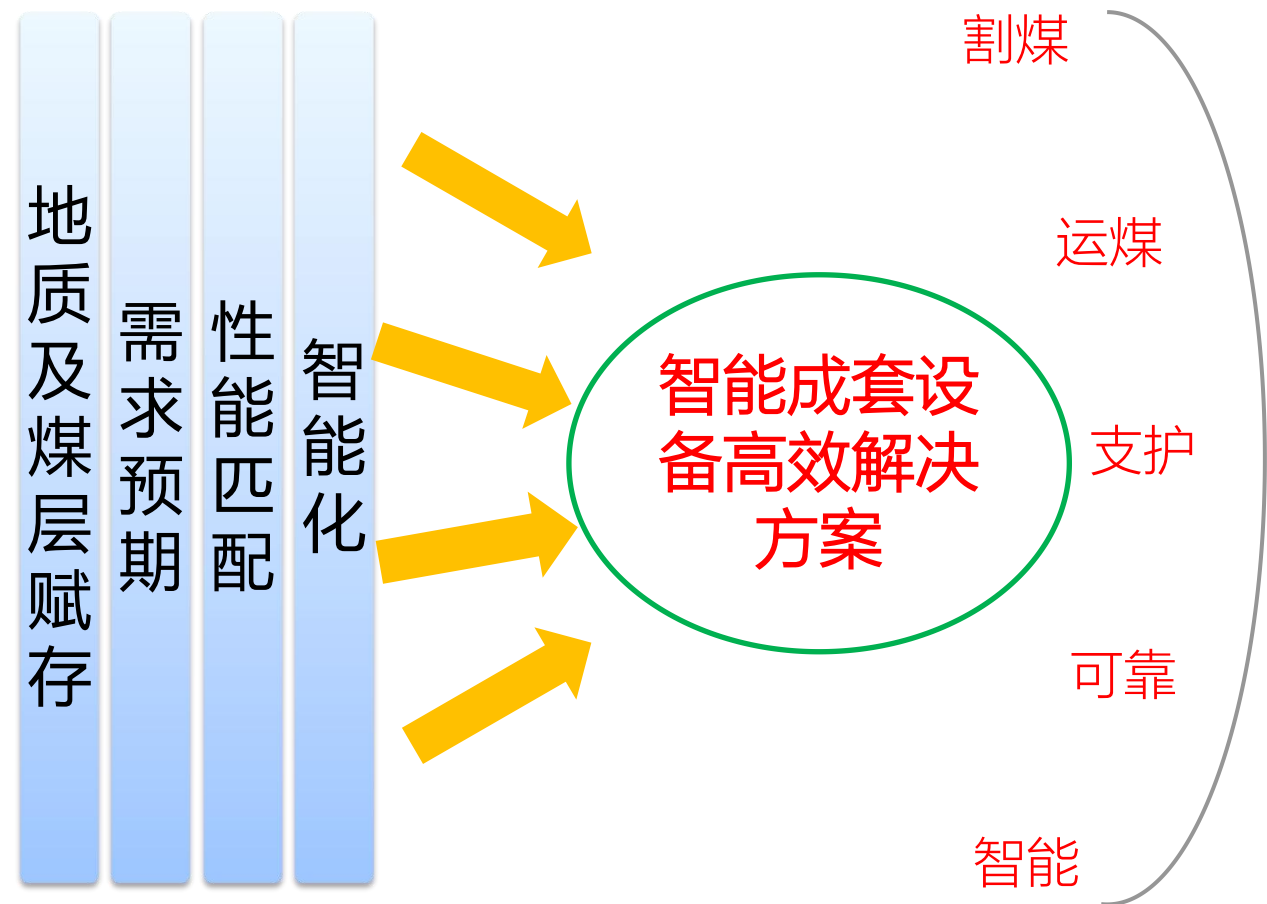 地质及煤层赋存
需求预期
性能匹配
智能化
智能成套设
备高效解决
方案
割煤
运煤
支护
可靠
智能